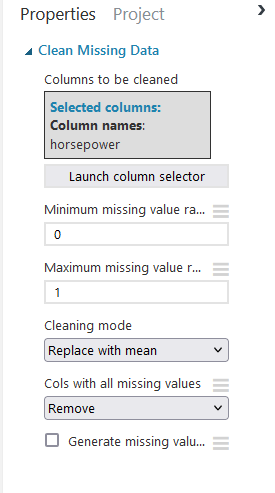 Properties Project
Clean Missing Data
Columns to be cleaned
Selected columns:
Column names:
horsepower
Launch column selector
Minimum missing value ra...
0
Maximum missing value r...
1
Cleaning mode
Replace with mean
Cols with all missing values
Remove
Generate missing valu...